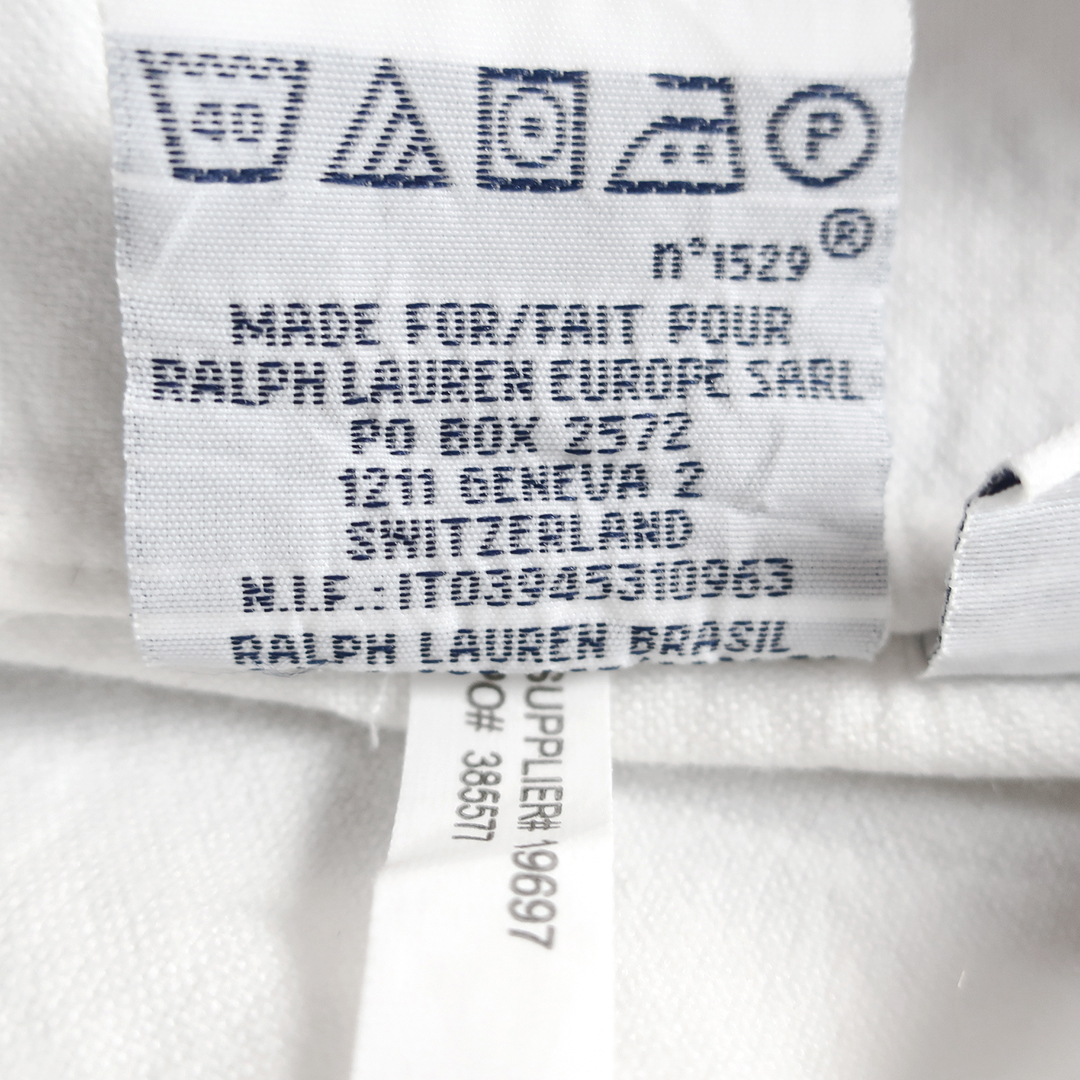 40
P
n°1529®
MADE FOR/FAIT POUR
RALPH LAUREN EUROPE SARL
PO BOX 2572
1211 GENEVA 2
SWITZERLAND
N.I.F.:IT03945310963
RALPH LAUREN BRASIL
SUPPLIER# 19697
PO# 385577